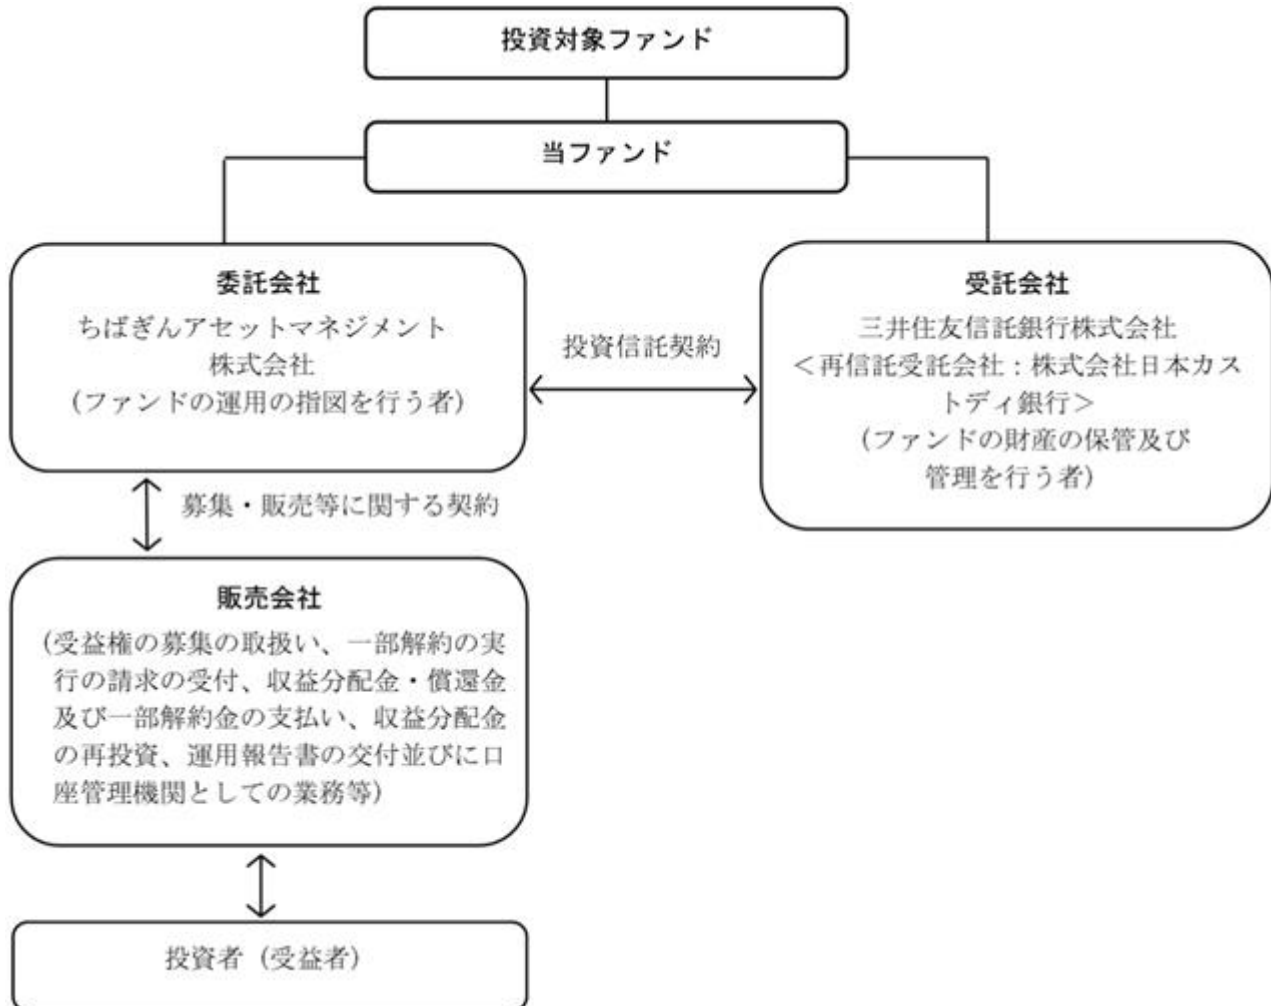 投資対象ファンド
当ファンド
委託会社
ちばぎんアセットマネジメント
株式会社
(ファンドの運用の指図を行う者)
投資信託契約
受託会社
三井住友信託銀行株式会社
＜再信託受託会社：株式会社日本カス
トディ銀行＞
(ファンドの財産の保管及び
管理を行う者)
募集・販売等に関する契約
販売会社
(受益権の募集の取扱い、一部解約の実
行の請求の受付、収益分配金・償還金
及び一部解約金の支払い、収益分配金
の再投資、運用報告書の交付並びに口
座管理機関としての業務等)
投資者（受益者）